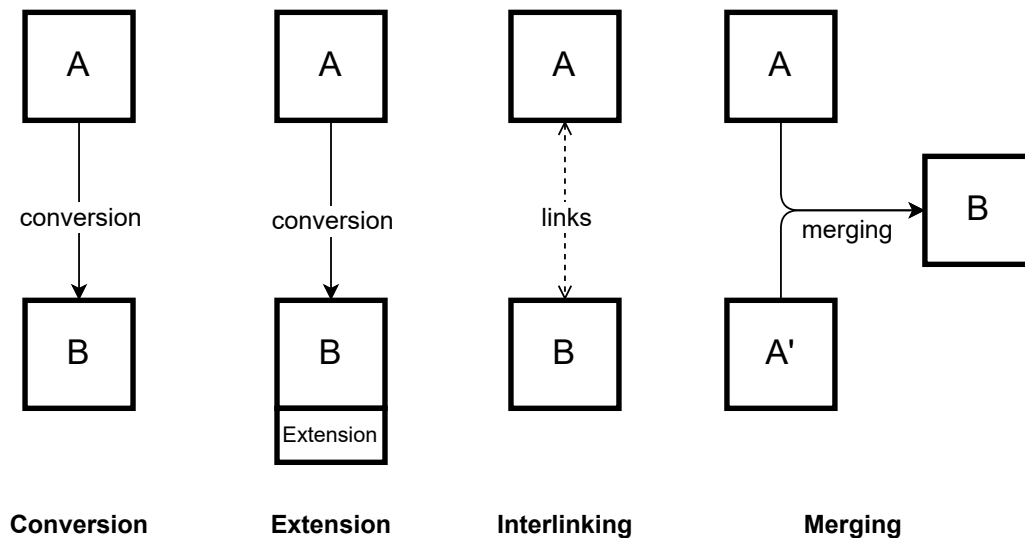 A
conversion
B
Conversion
A
conversion
B
Extension
Extension
A
links
B
Interlinking
A
merging
B
A'
Merging